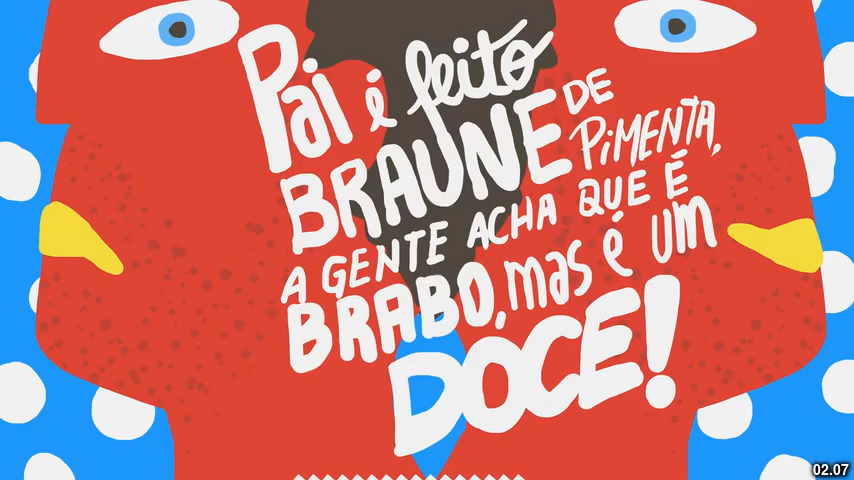 Pai é feito
BRAUNE DE
PiMENTA,
A GENTE ACHA QUE É
BRABO, mas é um
DOCE!
02.07